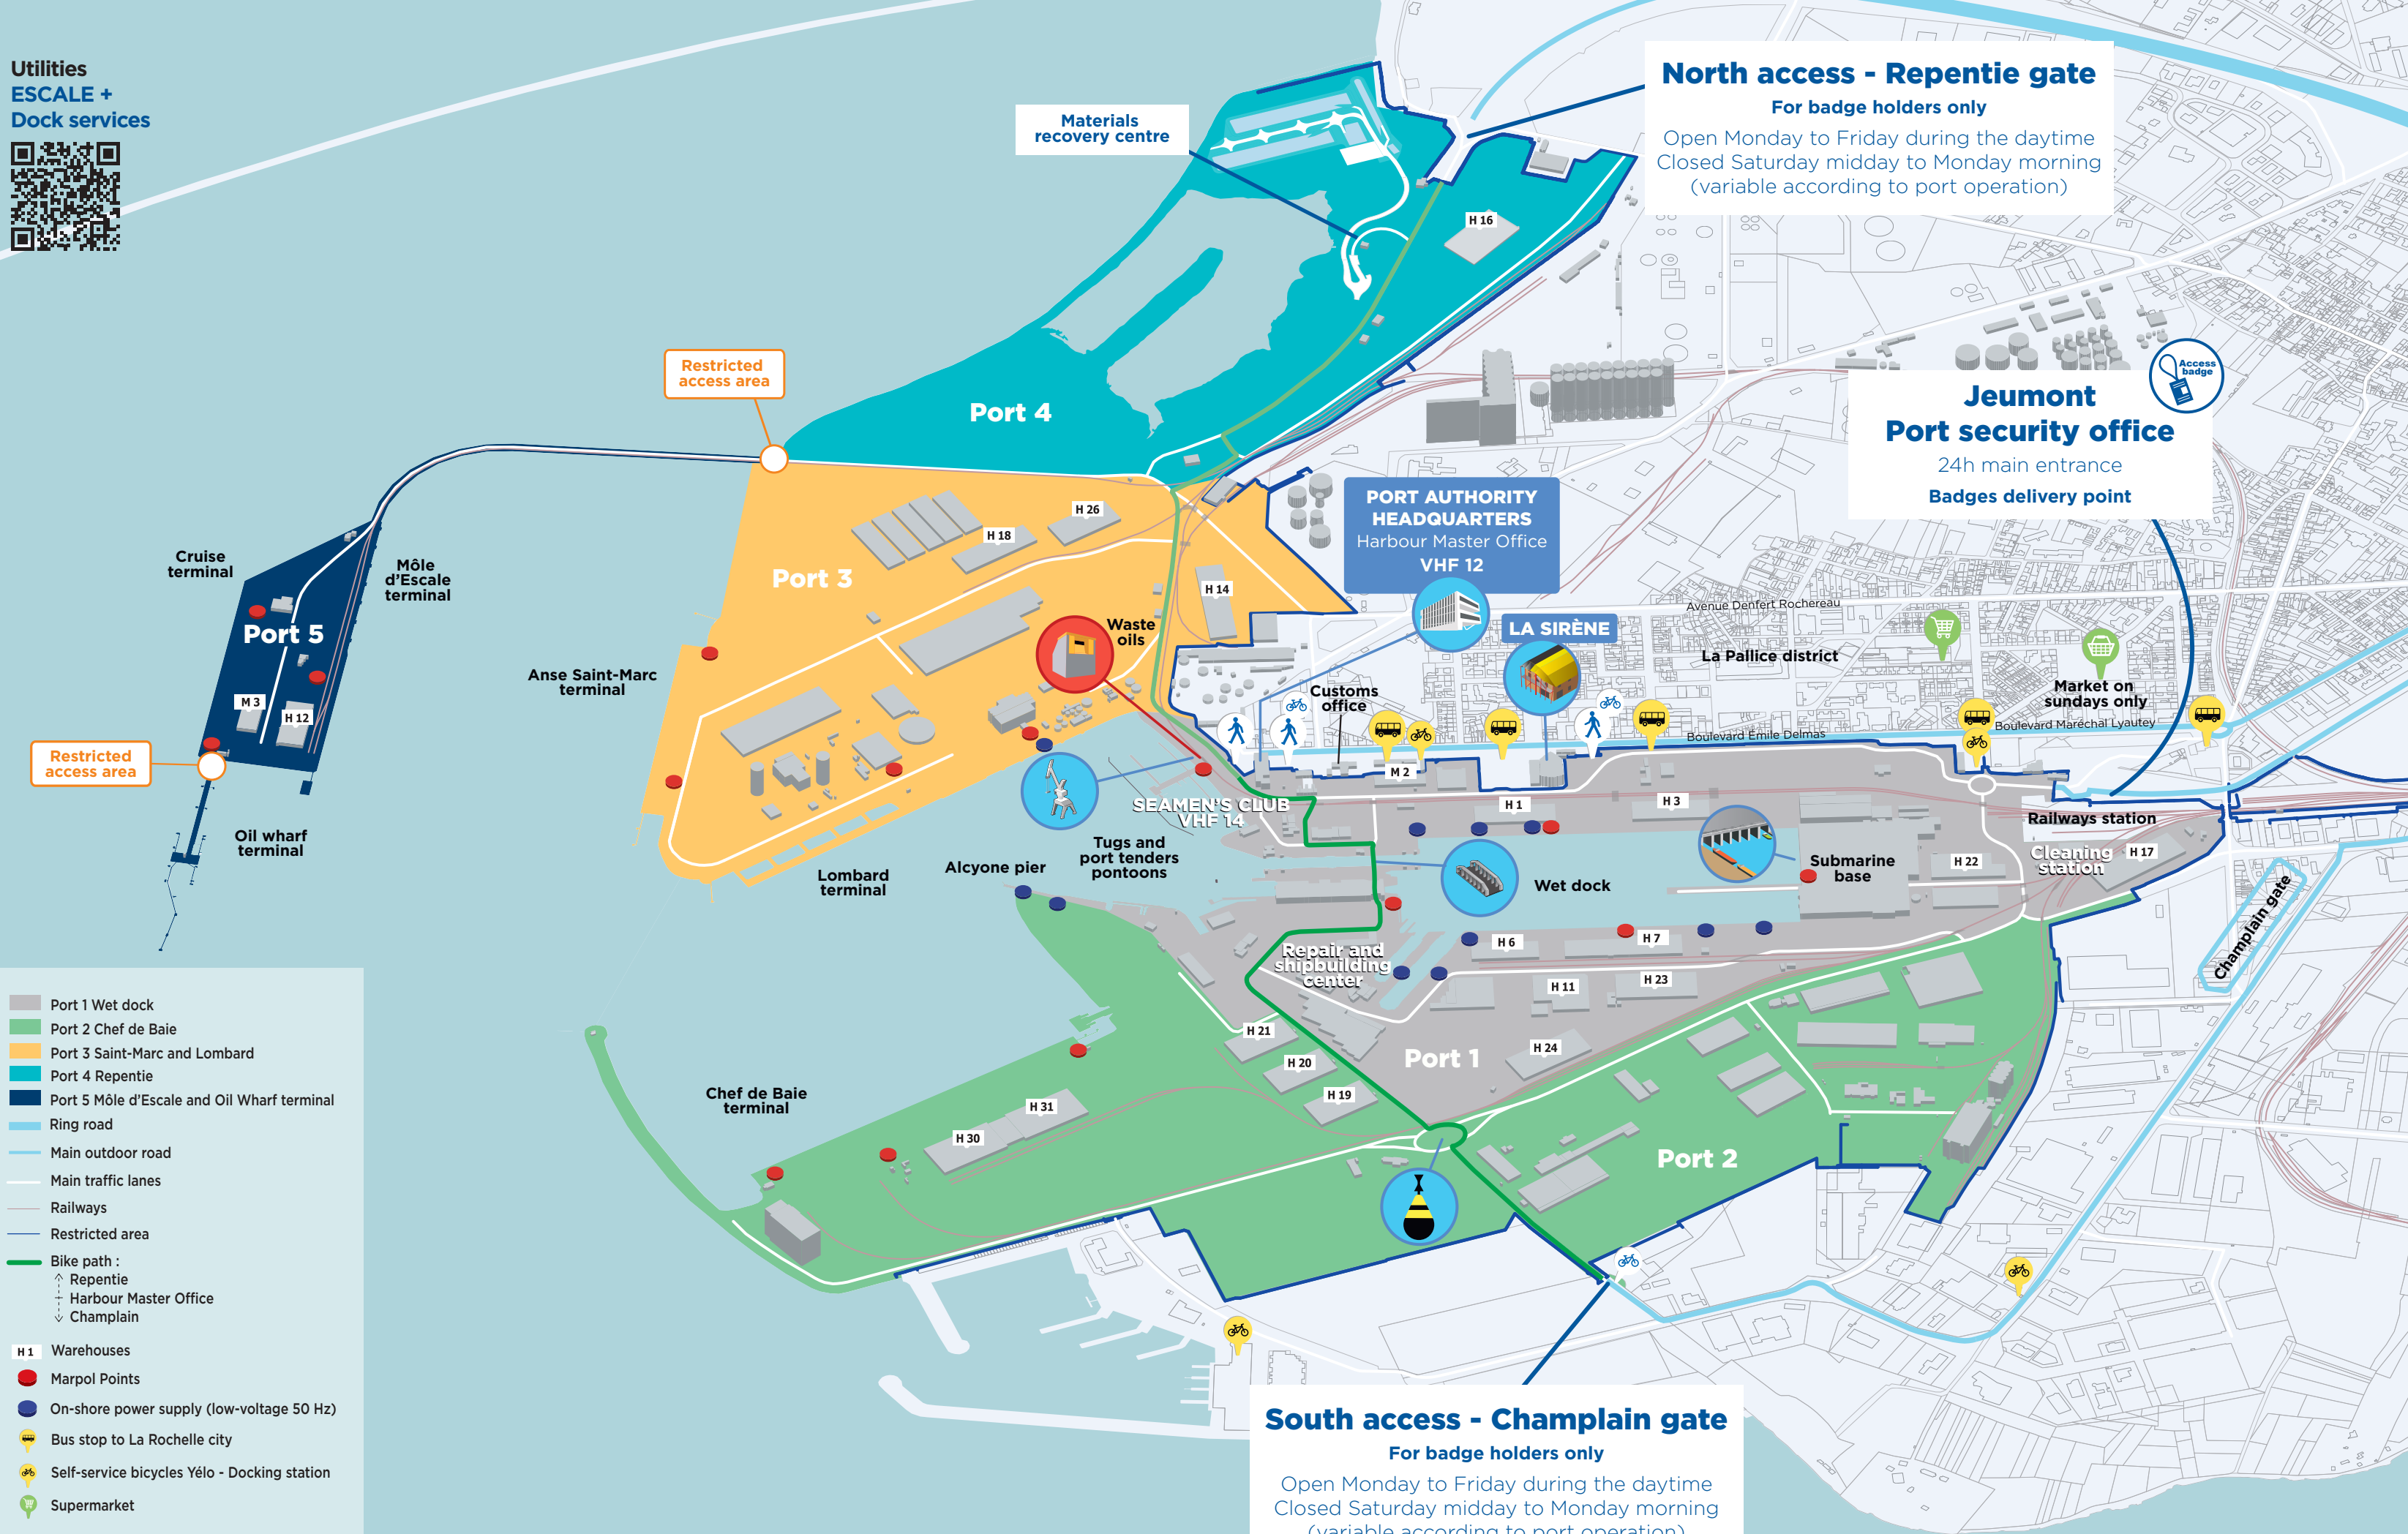 Utilities
ESCALE +
Dock services
Materials
recovery centre
North access - Repentie gate
For badge holders only
Open Monday to Friday during the daytime
Closed Saturday midday to Monday morning
(variable according to port operation)
H 16
Restricted
access area
Port 4
Access
badge
Jeumont
Port security office
24h main entrance
Badges delivery point
PORT AUTHORITY
HEADQUARTERS
Harbour Master Office
VHF 12
H 26
H 18
Cruise
terminal
Môle
d'Escale
terminal
Port 3
H 14
Avenue Denfert Rochereau
Port 5
Waste
oils
LA SIRÈNE
La Pallice district
Anse Saint-Marc
terminal
Customs
office
Market on
sundays only
M 3
H 12
Boulevard Maréchal Lyautey
Boulevard Émile Delmas
Restricted
access area
M 2
SEAMEN'S CLUB
VHF 14
H 1
H 3
Railways station
Oil wharf
terminal
Tugs and
port tenders
pontoons
Alcyone pier
Lombard
terminal
Wet dock
Submarine
base
H 22
Cleaning
station
H 17
Champlain gate
Repair and
shipbuilding
center
H 6
H 7
H 11
H 23
H 21
H 20
H 19
H 24
Port 1
Chef de Baie
terminal
H 31
H 30
Port 2
Port 1 Wet dock
Port 2 Chef de Baie
Port 3 Saint-Marc and Lombard
Port 4 Repentie
Port 5 Môle d'Escale and Oil Wharf terminal
Ring road
Main outdoor road
Main traffic lanes
Railways
Restricted area
Bike path :
Repentie
Harbour Master Office
Champlain
H 1 Warehouses
Marpol Points
On-shore power supply (low-voltage 50 Hz)
Bus stop to La Rochelle city
Self-service bicycles Yélo - Docking station
Supermarket
South access - Champlain gate
For badge holders only
Open Monday to Friday during the daytime
Closed Saturday midday to Monday morning
(variable according to port operation)